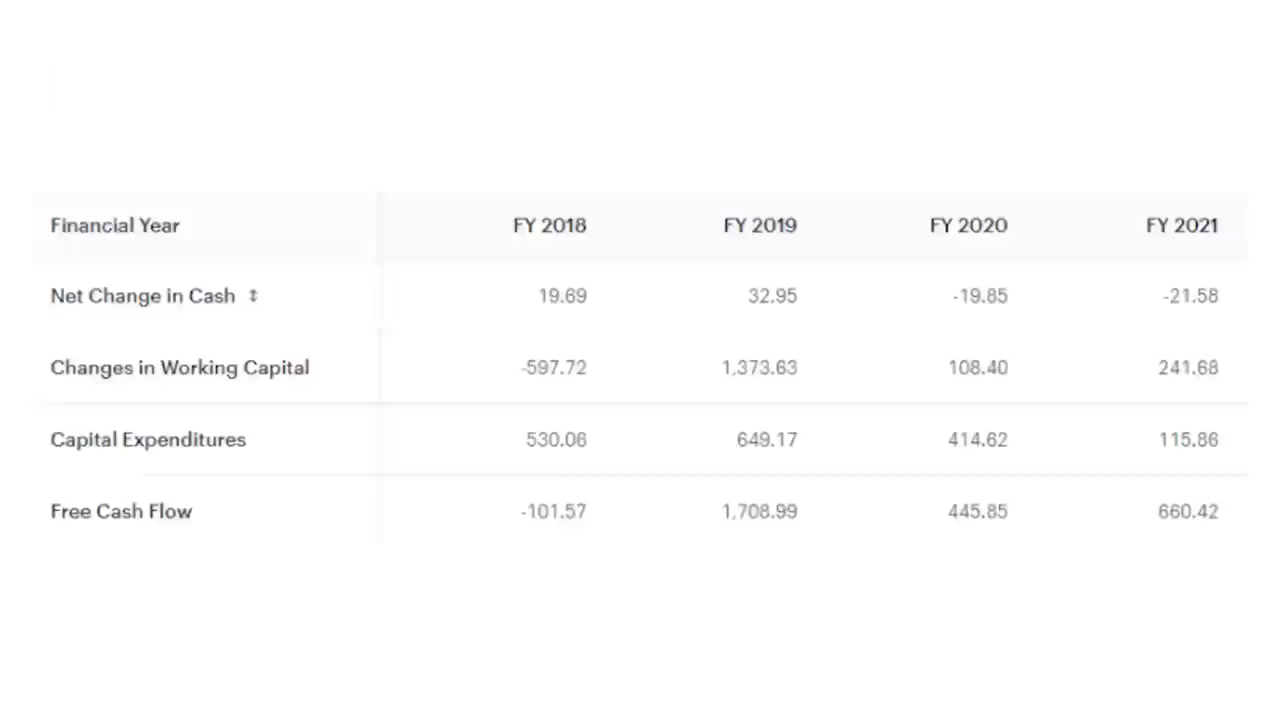 Financial Year FY 2018 FY 2019 FY 2020 FY 2021
Net Change in Cash ↕ 19.69 32.95 -19.85 -21.58
Changes in Working Capital -597.72 1,373.63 108.40 241.68
Capital Expenditures 530.06 649.17 414.62 115.86
Free Cash Flow -101.57 1,708.99 445.85 660.42